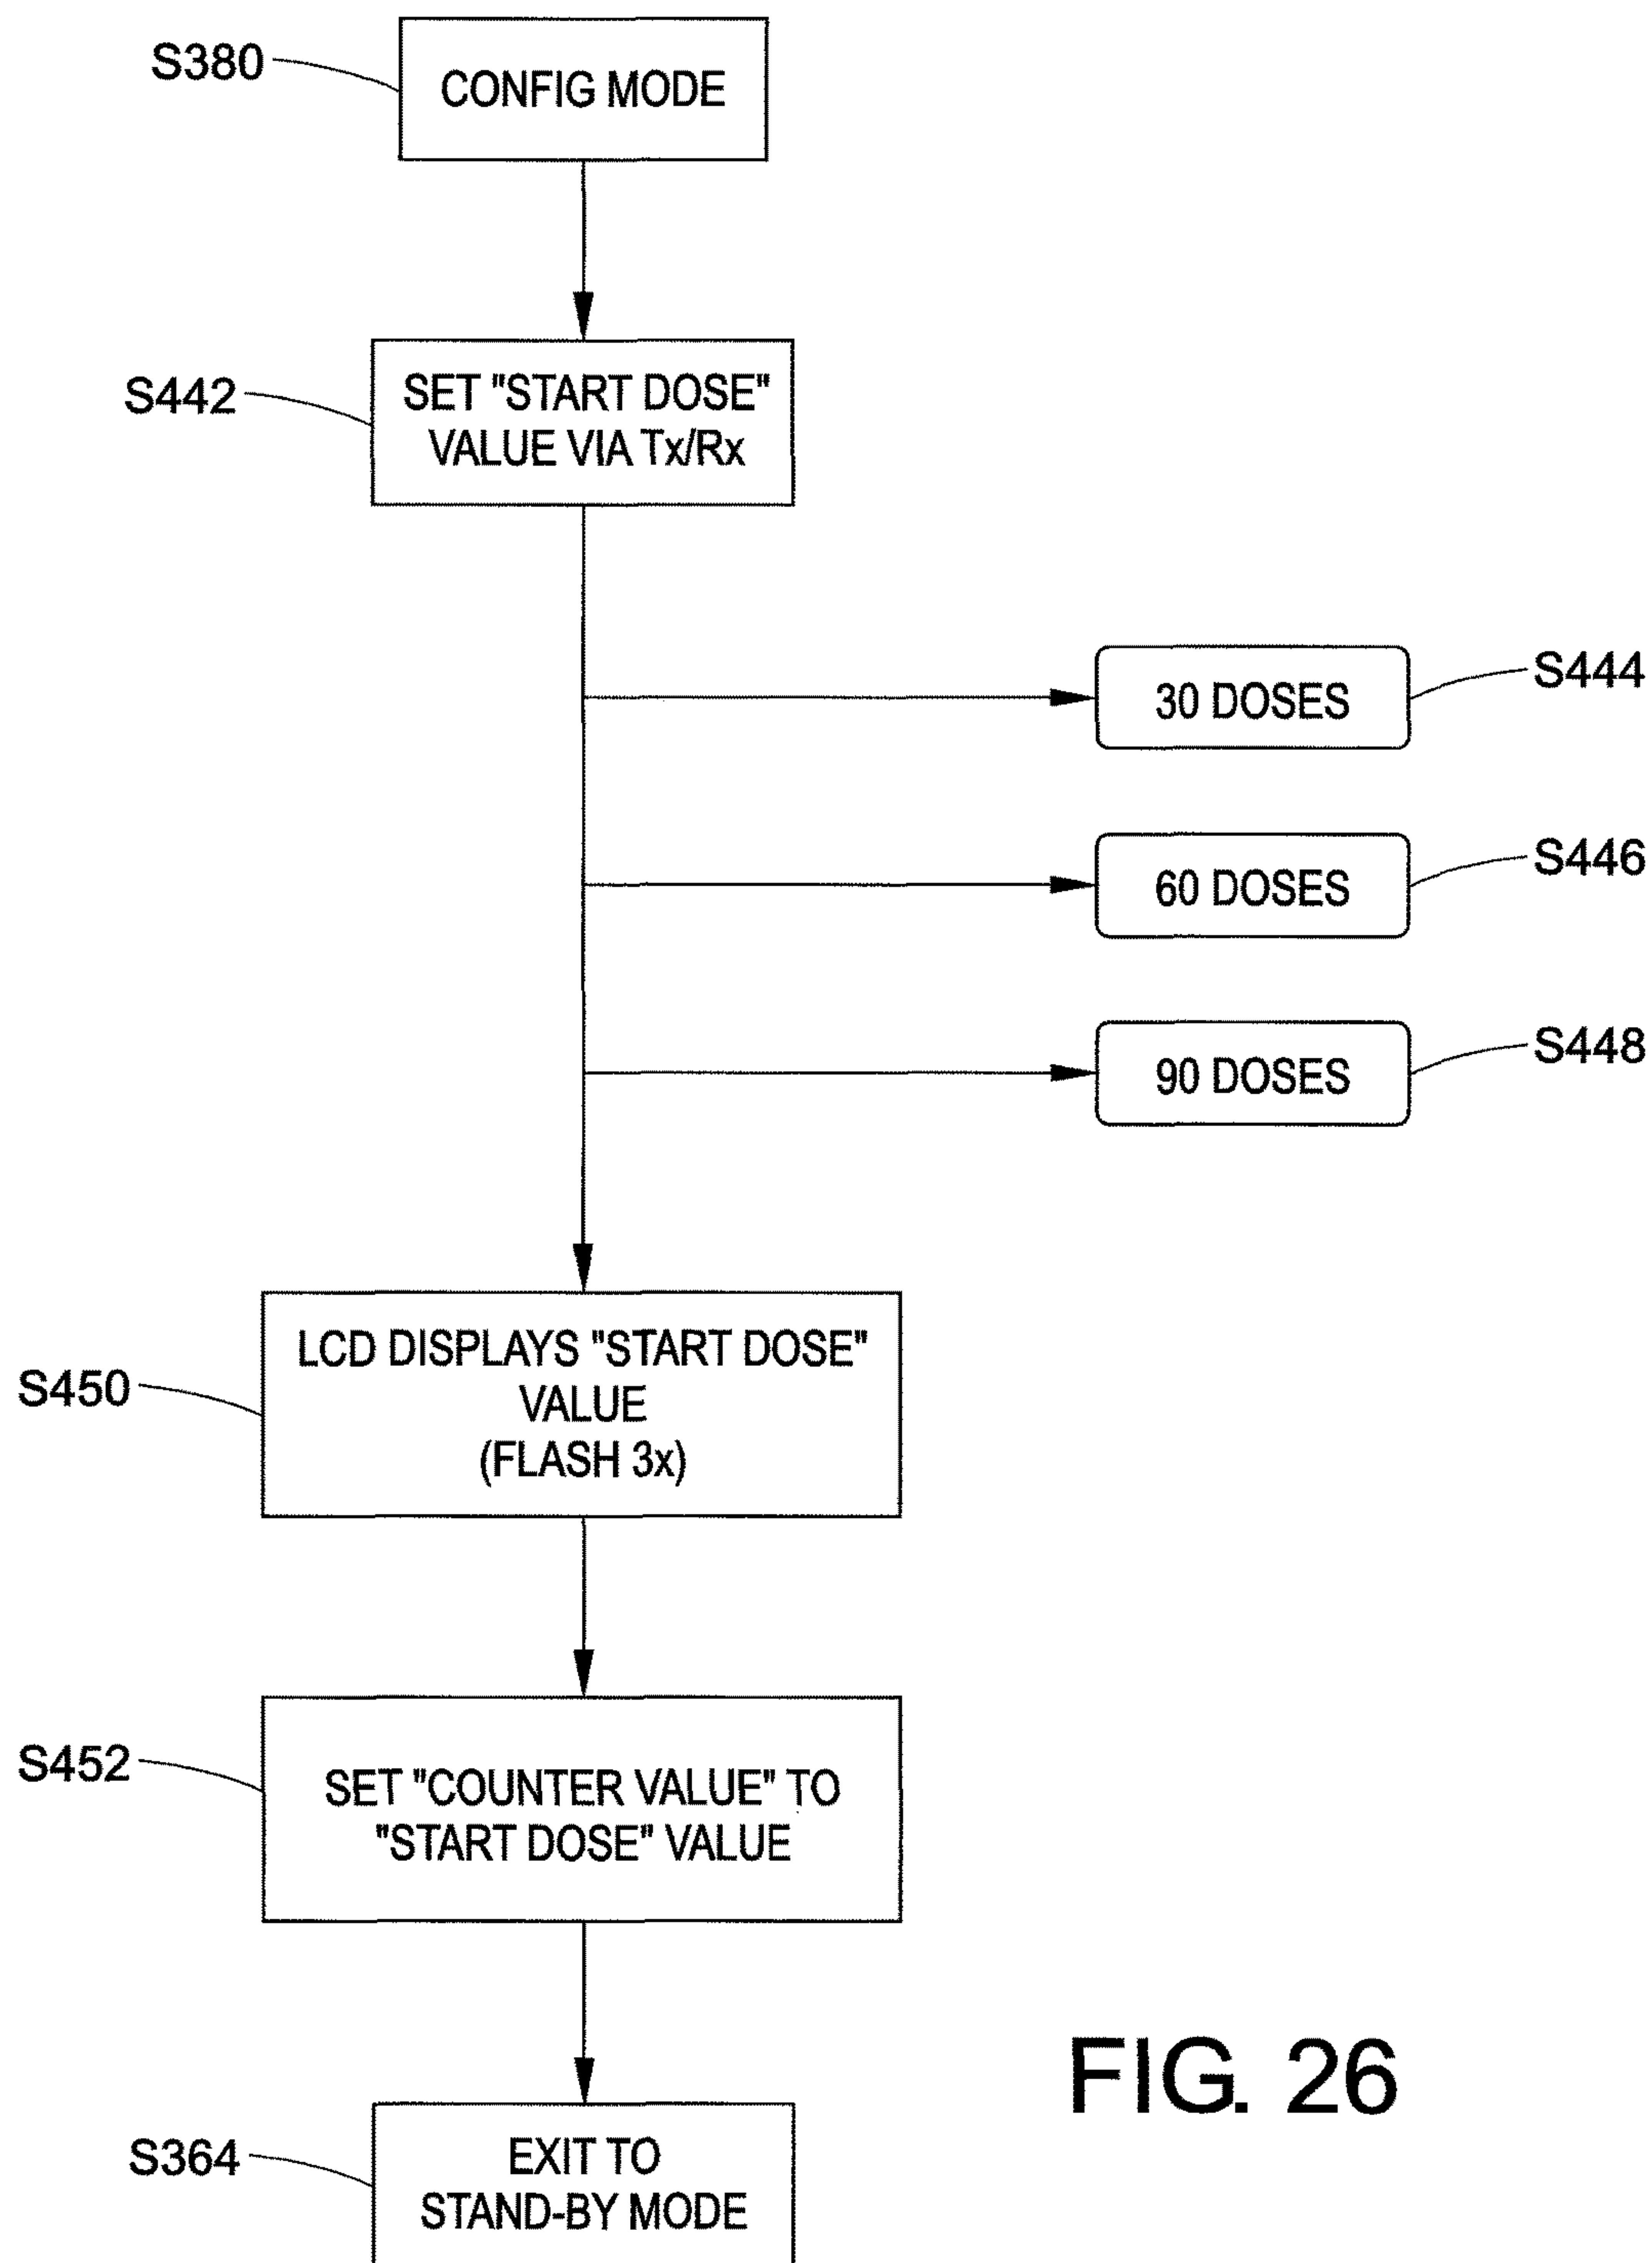 S380
CONFIG MODE
S442
SET "START DOSE"
VALUE VIA Tx/Rx
30 DOSES
S444
60 DOSES
S446
90 DOSES
S448
S450
LCD DISPLAYS "START DOSE"
VALUE
(FLASH 3x)
S452
SET "COUNTER VALUE" TO
"START DOSE" VALUE
S364
EXIT TO
STAND-BY MODE
FIG. 26